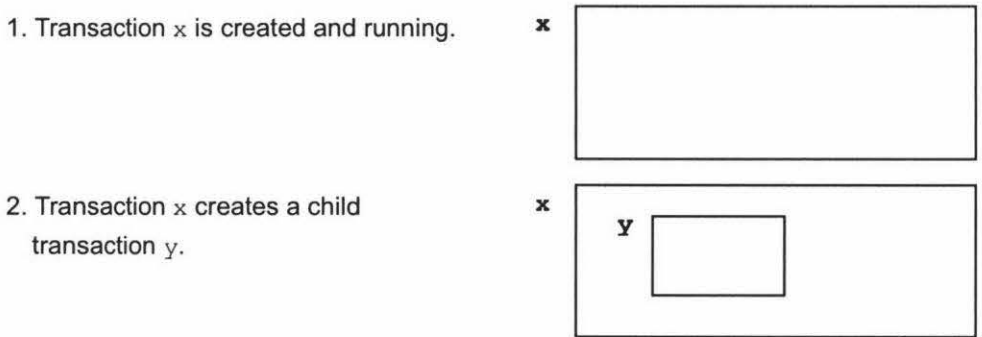 1. Transaction x is created and running.
x
2. Transaction x creates a child
transaction y.
x
y